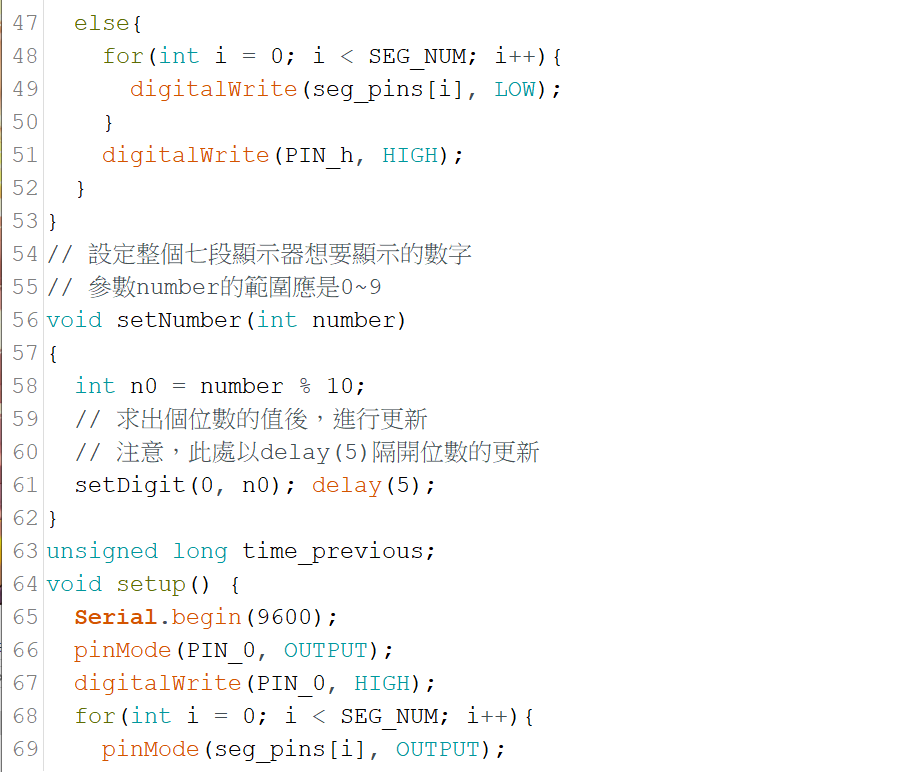 47   else{
48     for(int i = 0; i < SEG_NUM; i++){
49       digitalWrite(seg_pins[i], LOW);
50     }
51     digitalWrite(PIN_h, HIGH);
52   }
53 }
54 // 設定整個七段顯示器想要顯示的數字
55 // 參數number的範圍應是0~9
56 void setNumber(int number)
57 {
58   int n0 = number % 10;
59   // 求出個位數的值後，進行更新
60   // 注意，此處以delay(5)隔開位數的更新
61   setDigit(0, n0); delay(5);
62 }
63 unsigned long time_previous;
64 void setup() {
65   Serial.begin(9600);
66   pinMode(PIN_0, OUTPUT);
67   digitalWrite(PIN_0, HIGH);
68   for(int i = 0; i < SEG_NUM; i++){
69     pinMode(seg_pins[i], OUTPUT);